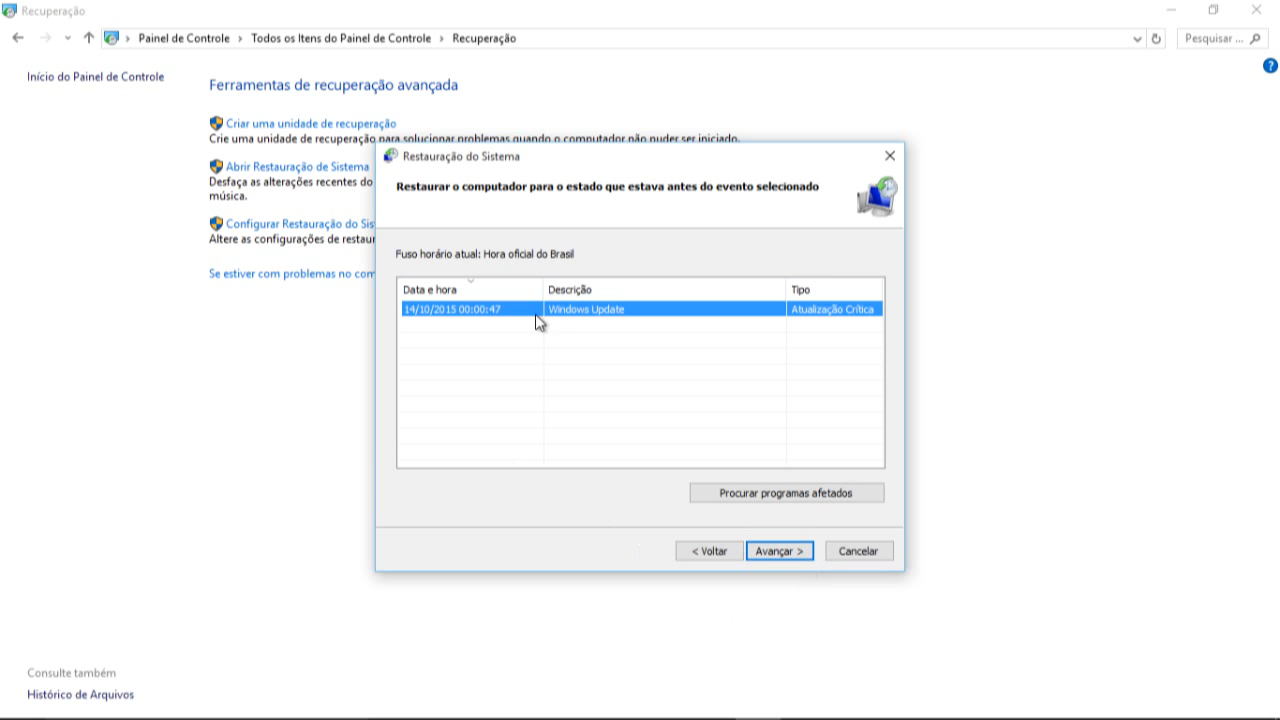 Recuperação
Painel de Controle › Todos os Itens do Painel de Controle › Recuperação
Pesquisar ...
Início do Painel de Controle
Ferramentas de recuperação avançada
Criar uma unidade de recuperação
Crie uma unidade de recuperação para solucionar problemas quando o computador não puder ser iniciado.
Abrir Restauração de Sistema
Desfaça as alterações recentes do
música.
Configurar Restauração do Sis
Altere as configurações de restaur
Se estiver com problemas no com
Restauração do Sistema
Restaurar o computador para o estado que estava antes do evento selecionado
Fuso horário atual: Hora oficial do Brasil
Data e hora Descrição Tipo
14/10/2015 00:00:47 Windows Update Atualização Crítica
Procurar programas afetados
< Voltar Avançar > Cancelar
Consulte também
Histórico de Arquivos